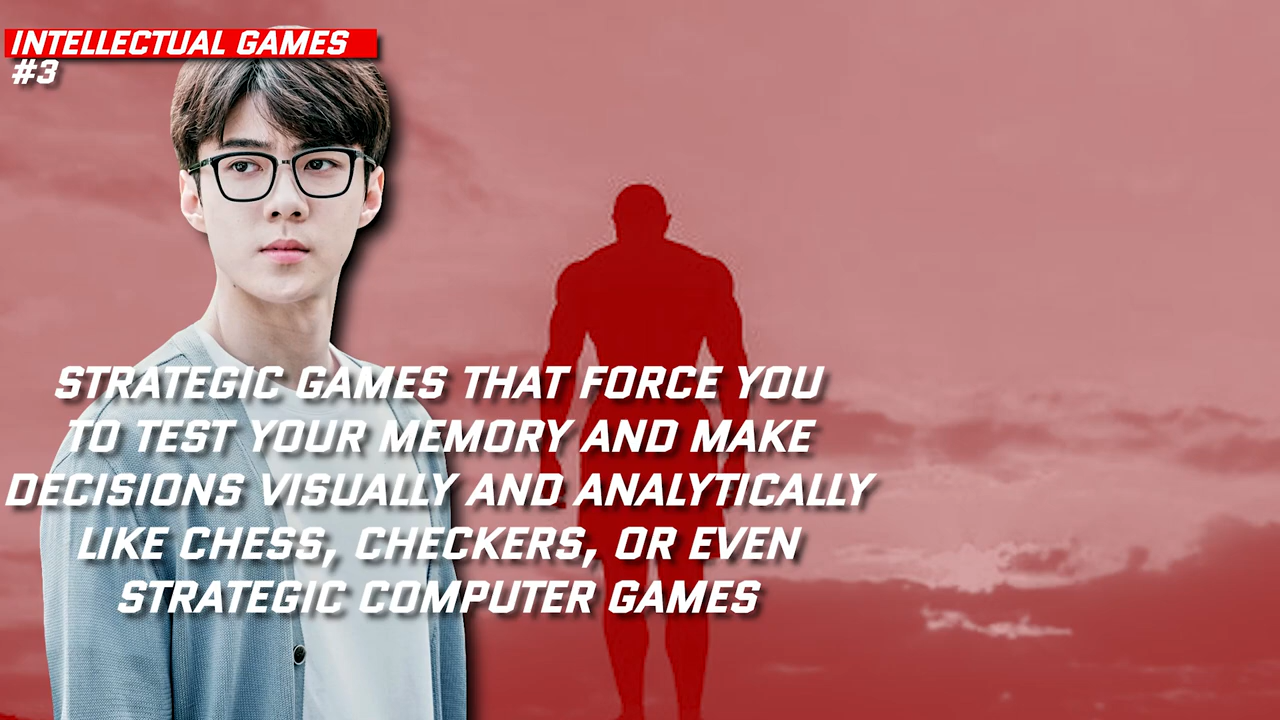 INTELLECTUAL GAMES
#3
STRATEGIC GAMES THAT FORCE YOU
TO TEST YOUR MEMORY AND MAKE
DECISIONS VISUALLY AND ANALYTICALLY
LIKE CHESS, CHECKERS, OR EVEN
STRATEGIC COMPUTER GAMES